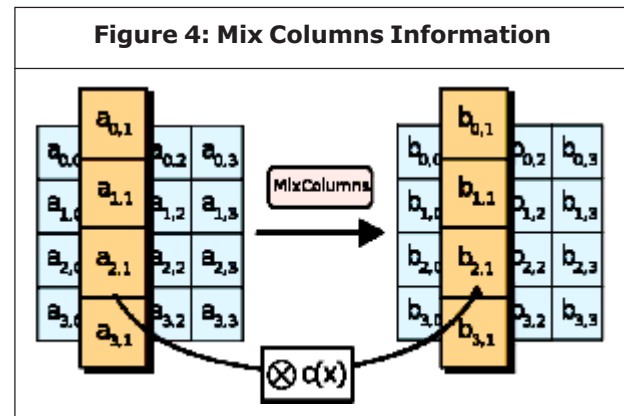 Figure 4: Mix Columns Information
a0,1 b0,1
a0,0 a0,2 a0,3 b0,0 b0,2 b0,3
MixColumns
a1,0 a1,1 a1,2 a1,3 b1,0 b1,1 b1,2 b1,3
a2,0 a2,1 a2,2 a2,3 b2,0 b2,1 b2,2 b2,3
a3,0 a3,1 a3,2 a3,3 b3,0 b3,1 b3,2 b3,3
⊗ c(x)